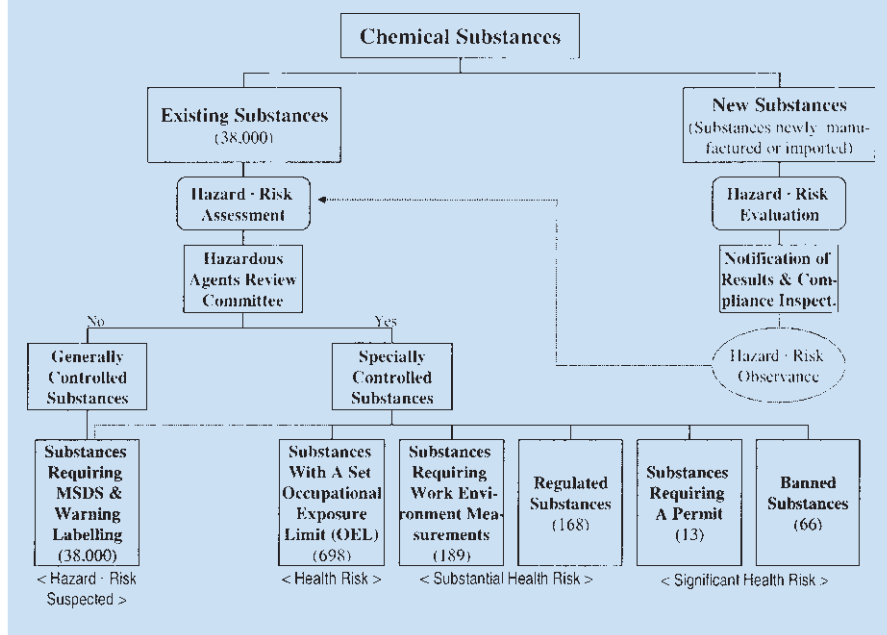 Chemical Substances
Existing Substances
(38,000)
New Substances
(Substances newly manu-
factured or imported)
Hazard · Risk
Assessment
Hazard · Risk
Evaluation
Hazardous
Agents Review
Committee
Notification of
Results & Com-
pliance Inspect.
No
Yes
Generally
Controlled
Substances
Specially
Controlled
Substances
Hazard · Risk
Observance
Substances
Requiring
MSDS &
Warning
Labelling
(38.000)
Substances
With A Set
Occupational
Exposure
Limit (OEL)
(698)
Substances
Requiring
Work Envi-
ronment Mea-
surements
(189)
Regulated
Substances
(168)
Substances
Requiring
A Permit
(13)
Banned
Substances
(66)
< Hazard · Risk
Suspected >
< Health Risk >
< Substantial Health Risk >
< Significant Health Risk >